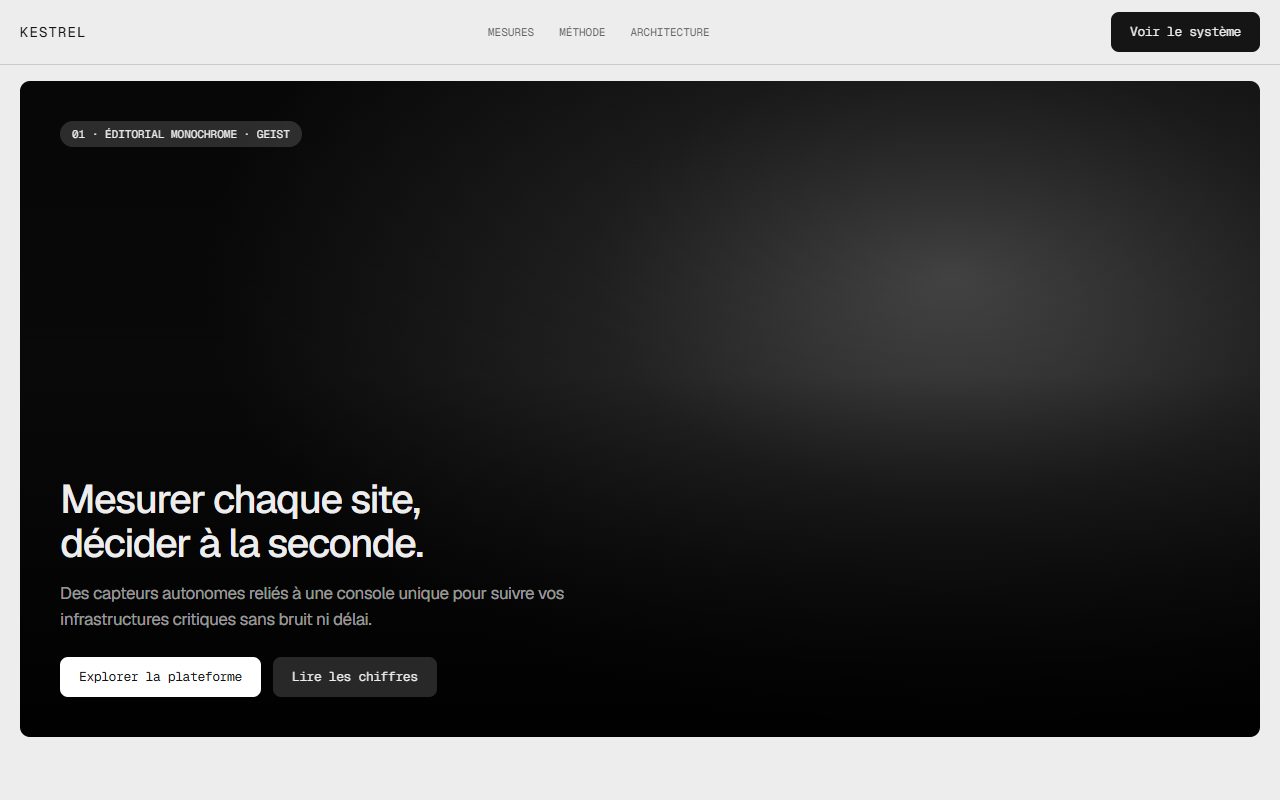 KESTREL
MESURES
MÉTHODE
ARCHITECTURE
Voir le système
01 · ÉDITORIAL MONOCHROME · GEIST
Mesurer chaque site,
décider à la seconde.
Des capteurs autonomes reliés à une console unique pour suivre vos
infrastructures critiques sans bruit ni délai.
Explorer la plateforme
Lire les chiffres